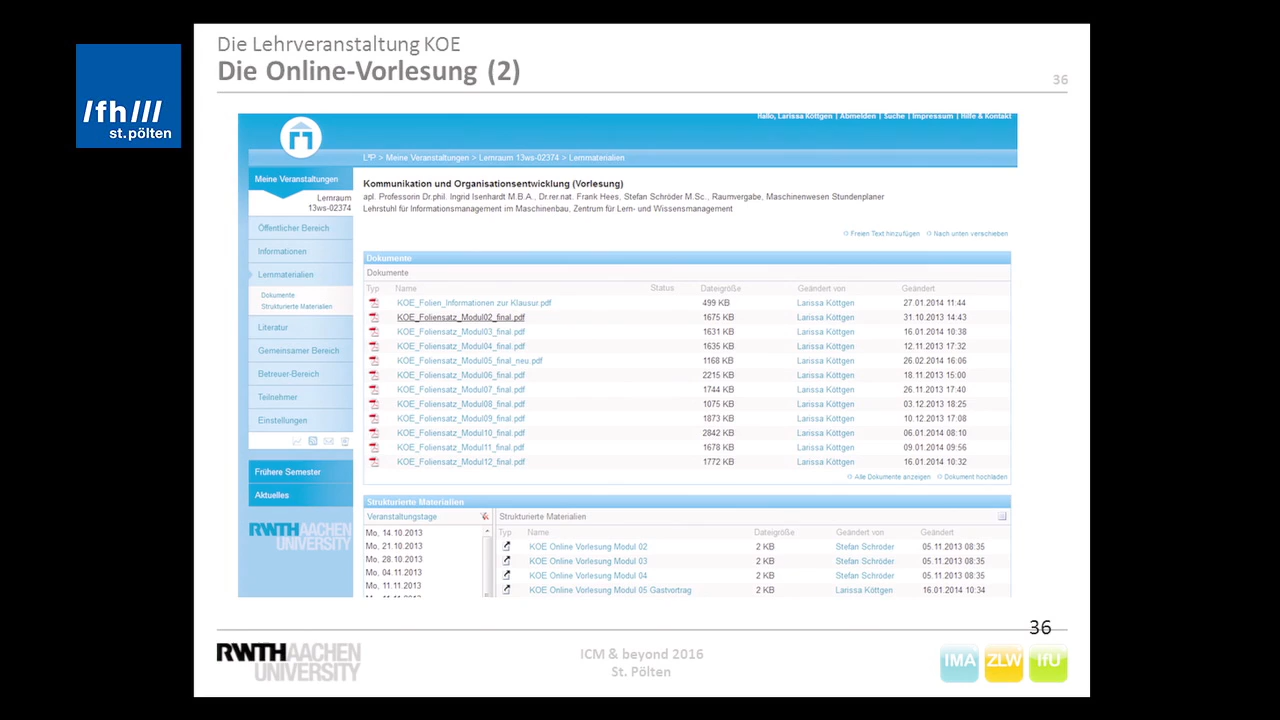 Die Lehrveranstaltung KOE
Die Online-Vorlesung (2)
36
/fh///
st.pölten
Hallo, Larissa Köttgen | Abmelden | Suche | Impressum | Hilfe & Kontakt
L²P > Meine Veranstaltungen > Lernraum 13ws-02374 > Lernmaterialien
Meine Veranstaltungen
Lernraum
13ws-02374
Öffentlicher Bereich
Informationen
Lernmaterialien
Dokumente
Strukturierte Materialien
Literatur
Gemeinsamer Bereich
Betreuer-Bereich
Teilnehmer
Einstellungen
Frühere Semester
Aktuelles
RWTHAACHEN
UNIVERSITY
Kommunikation und Organisationsentwicklung (Vorlesung)
apl. Professorin Dr.phil. Ingrid Isenhardt M.B.A., Dr.rer.nat. Frank Hees, Stefan Schröder M.Sc., Raumvergabe, Maschinenwesen Stundenplaner
Lehrstuhl für Informationsmanagement im Maschinenbau, Zentrum für Lern- und Wissensmanagement
Freien Text hinzufügen Nach unten verschieben
Dokumente
Dokumente
Typ Name Status Dateigröße Geändert von Geändert
KOE_Folien_Informationen zur Klausur.pdf 499 KB Larissa Köttgen 27.01.2014 11:44
KOE_Foliensatz_Modul02_final.pdf 1675 KB Larissa Köttgen 31.10.2013 14:43
KOE_Foliensatz_Modul03_final.pdf 1631 KB Larissa Köttgen 16.01.2014 10:38
KOE_Foliensatz_Modul04_final.pdf 1635 KB Larissa Köttgen 12.11.2013 17:32
KOE_Foliensatz_Modul05_final_neu.pdf 1168 KB Larissa Köttgen 26.02.2014 16:06
KOE_Foliensatz_Modul06_final.pdf 2215 KB Larissa Köttgen 18.11.2013 15:00
KOE_Foliensatz_Modul07_final.pdf 1744 KB Larissa Köttgen 26.11.2013 17:40
KOE_Foliensatz_Modul08_final.pdf 1075 KB Larissa Köttgen 03.12.2013 18:25
KOE_Foliensatz_Modul09_final.pdf 1873 KB Larissa Köttgen 10.12.2013 17:08
KOE_Foliensatz_Modul10_final.pdf 2842 KB Larissa Köttgen 06.01.2014 08:10
KOE_Foliensatz_Modul11_final.pdf 1678 KB Larissa Köttgen 09.01.2014 09:56
KOE_Foliensatz_Modul12_final.pdf 1772 KB Larissa Köttgen 16.01.2014 10:32
Alle Dokumente anzeigen Dokument hochladen
Strukturierte Materialien
Veranstaltungstage
Mo, 14.10.2013
Mo, 21.10.2013
Mo, 28.10.2013
Mo, 04.11.2013
Mo, 11.11.2013
Strukturierte Materialien
Typ Name Dateigröße Geändert von Geändert
KOE Online Vorlesung Modul 02 2 KB Stefan Schröder 05.11.2013 08:35
KOE Online Vorlesung Modul 03 2 KB Stefan Schröder 05.11.2013 08:35
KOE Online Vorlesung Modul 04 2 KB Stefan Schröder 05.11.2013 08:35
KOE Online Vorlesung Modul 05 Gastvortrag 2 KB Larissa Köttgen 16.01.2014 10:34
36
RWTHAACHEN
UNIVERSITY
ICM & beyond 2016
St. Pölten
IMA ZLW IfU